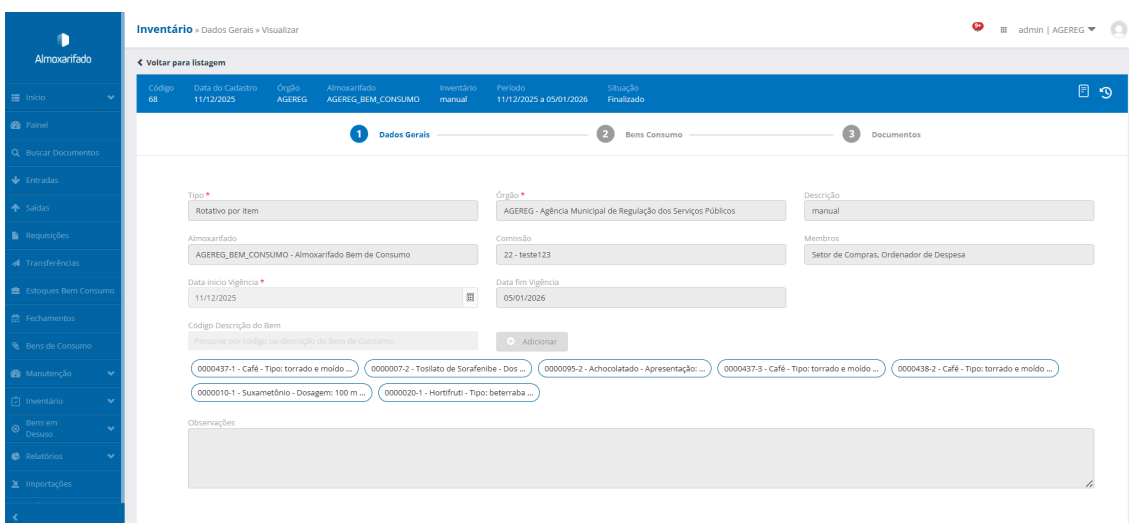 Almoxarifado
Início
Painel
Buscar Documentos
Entradas
Saídas
Requisições
Transferências
Estoques Bem Consumo
Fechamentos
Bens de Consumo
Manutenção
Inventário
Bens em
Desuso
Relatórios
Importações
Inventário » Dados Gerais » Visualizar
9+
admin | AGEREG
Voltar para listagem
Código Data do Cadastro Órgão Almoxarifado Inventário Período Situação
68 11/12/2025 AGEREG AGEREG_BEM_CONSUMO manual 11/12/2025 a 05/01/2026 Finalizado
1 Dados Gerais 2 Bens Consumo 3 Documentos
Tipo * Órgão * Descrição
Rotativo por item AGEREG - Agência Municipal de Regulação dos Serviços Públicos manual
Almoxarifado Comissão Membros
AGEREG_BEM_CONSUMO - Almoxarifado Bem de Consumo 22 - teste123 Setor de Compras, Ordenador de Despesa
Data inicio Vigência * Data fim Vigência
11/12/2025 05/01/2026
Código Descrição do Bem
Pesquise por código ou descrição do Bem de Consumo. Adicionar
0000437-1 - Café - Tipo: torrado e moído ... 0000007-2 - Tosilato de Sorafenibe - Dos ... 0000095-2 - Achocolatado - Apresentação: ... 0000437-3 - Café - Tipo: torrado e moído ... 0000438-2 - Café - Tipo: torrado e moído ...
0000010-1 - Suxametônio - Dosagem: 100 m ... 0000020-1 - Hortifruti - Tipo: beterraba ...
Observações